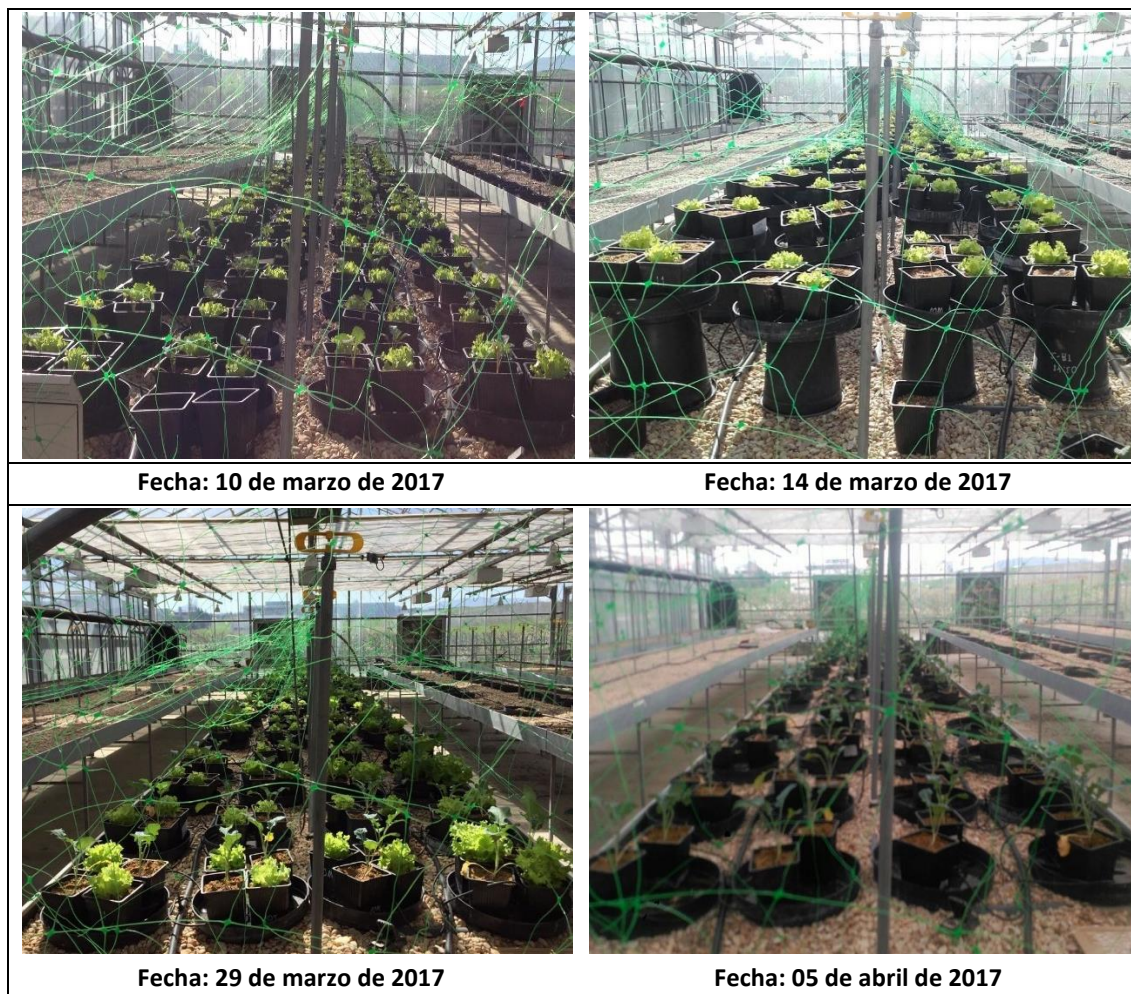 Fecha: 10 de marzo de 2017
Fecha: 14 de marzo de 2017
Fecha: 29 de marzo de 2017
Fecha: 05 de abril de 2017